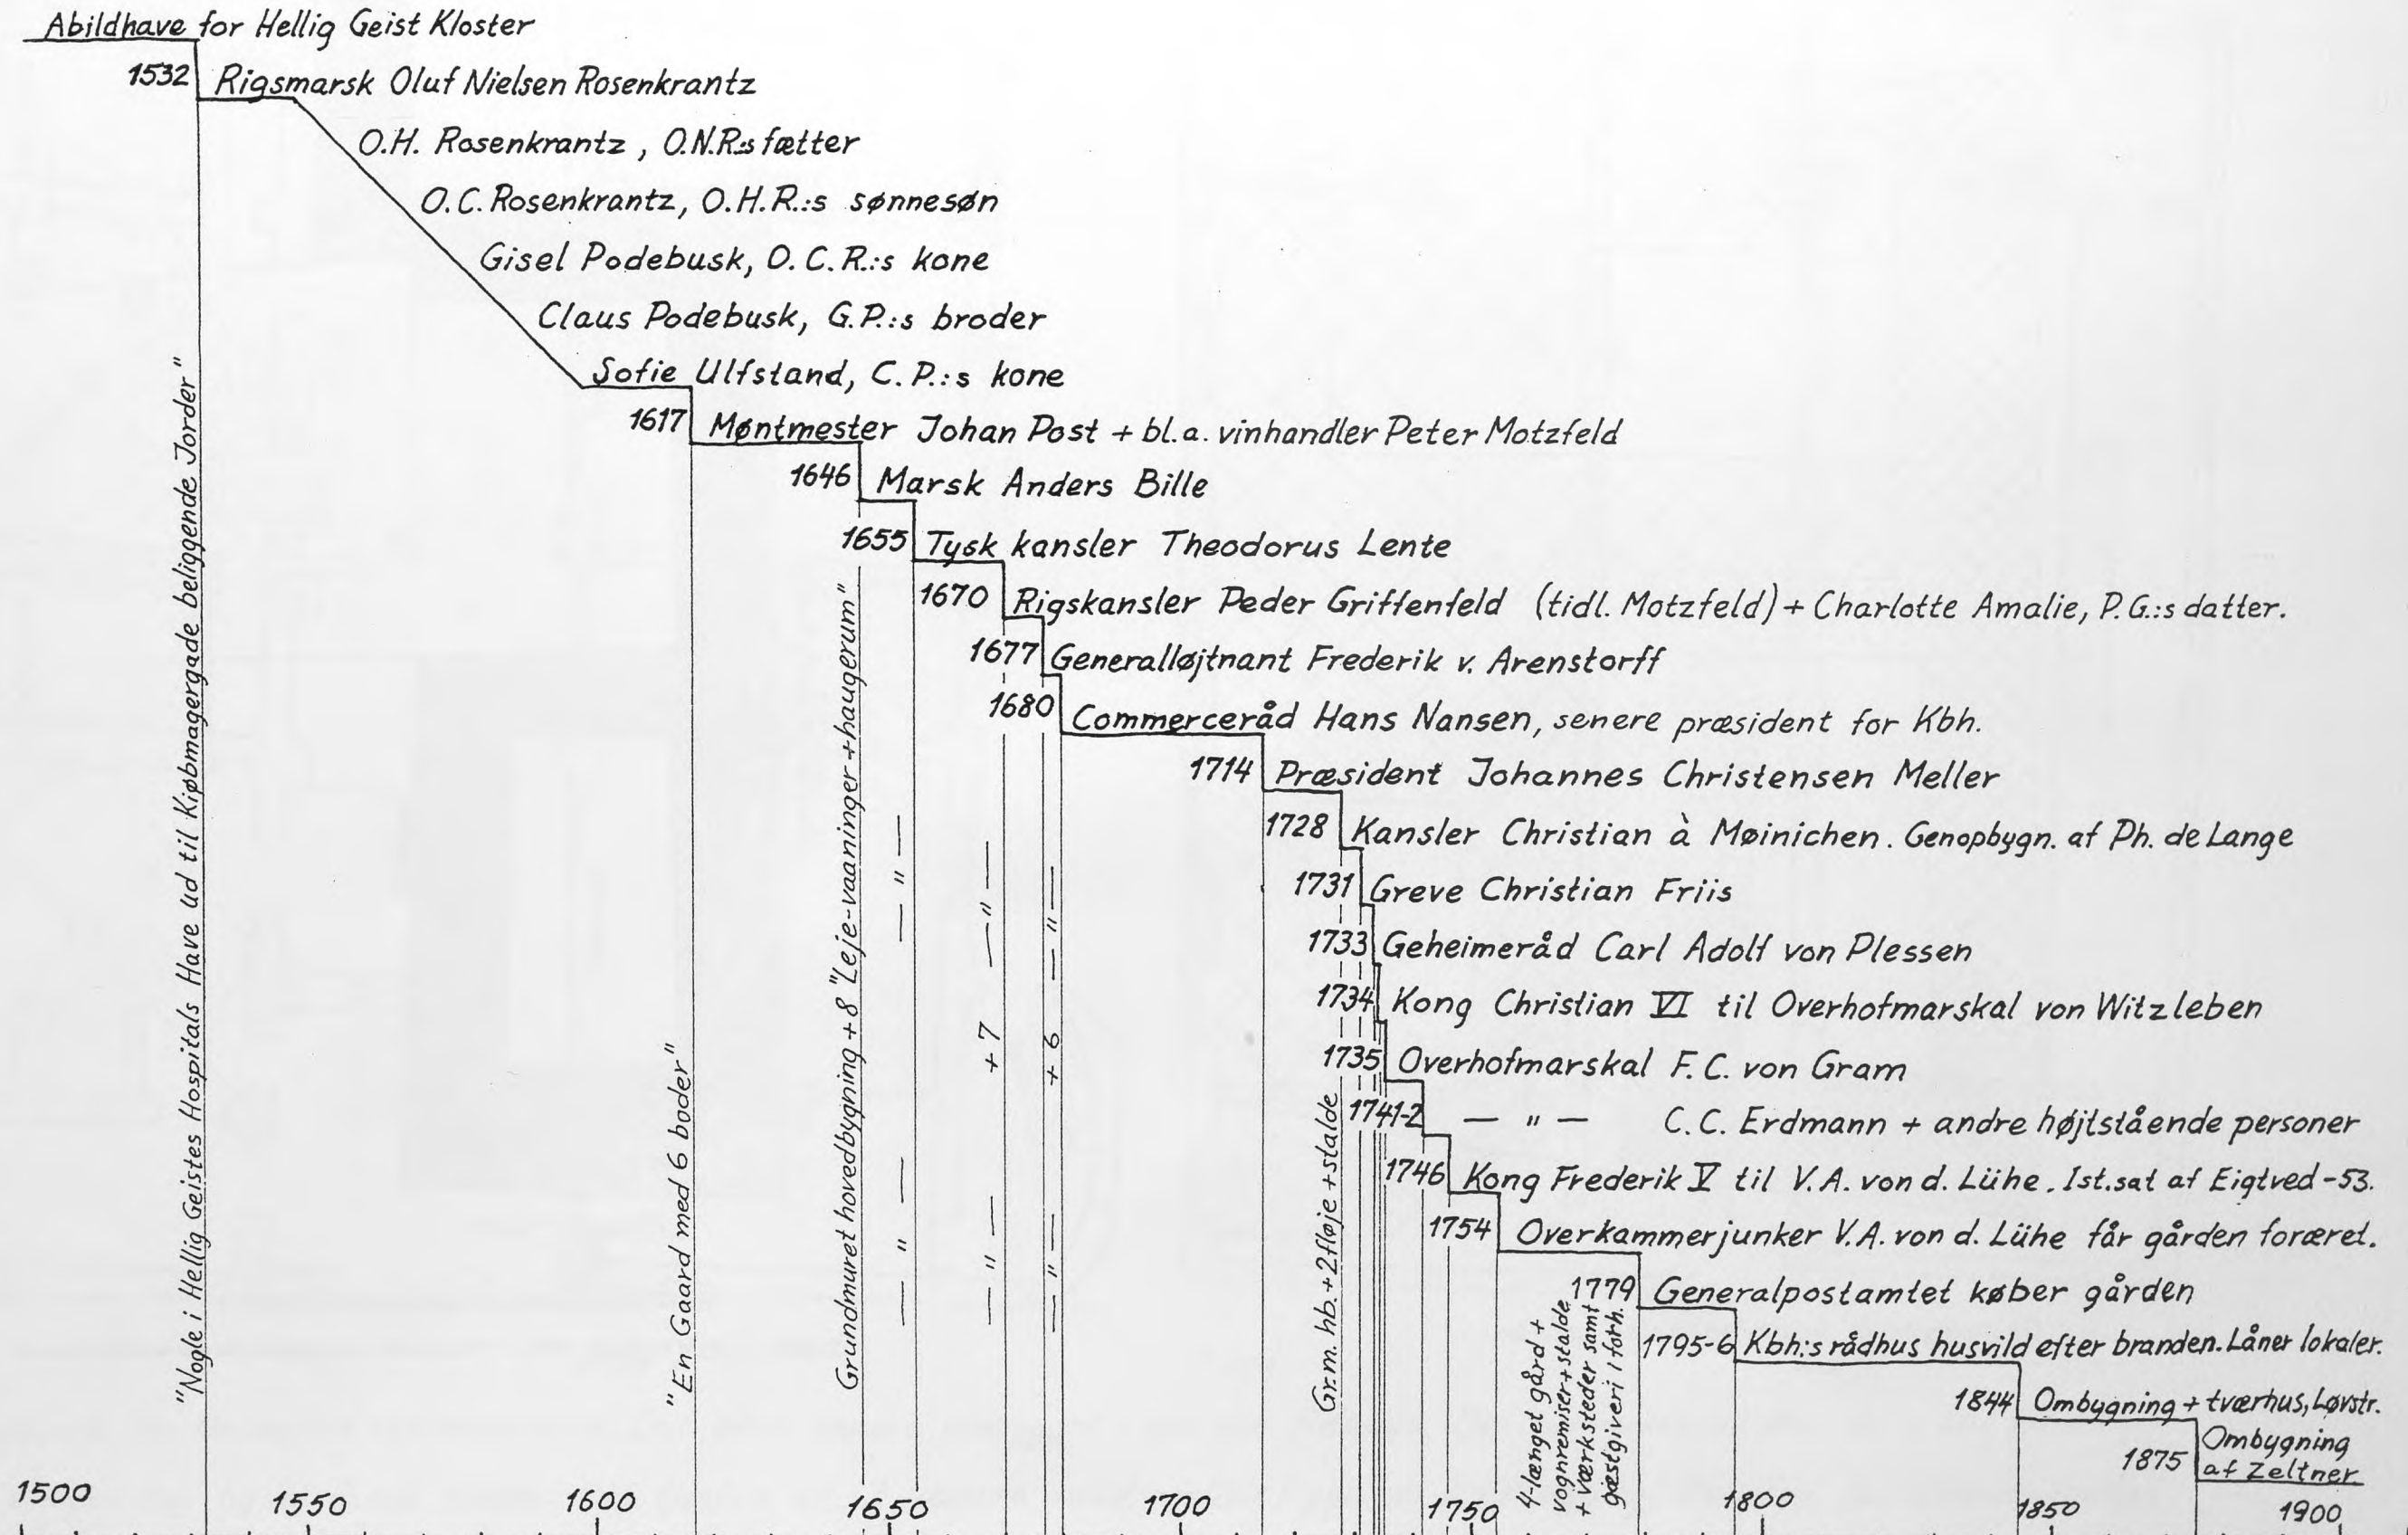 Abildhave for Hellig Geist Kloster
1532 Rigsmarsk Oluf Nielsen Rosenkrantz
O.H. Rosenkrantz, O.N.R.:s fætter
O.C. Rosenkrantz, O.H.R.:s sønnesøn
Gisel Podebusk, O.C.R.:s kone
Claus Podebusk, G.P.:s broder
Sofie Ulfstand, C.P.:s kone
1617 Møntmester Johan Post + bl.a. vinhandler Peter Motzfeld
1646 Marsk Anders Bille
1655 Tysk kansler Theodorus Lente
1670 Rigskansler Peder Griffenfeld (tidl. Motzfeld) + Charlotte Amalie, P.G.:s datter.
1677 Generalløjtnant Frederik v. Arenstorff
1680 Commerceråd Hans Nansen, senere præsident for Kbh.
1714 Præsident Johannes Christensen Meller
1728 Kansler Christian à Møinichen. Genopbygn. af Ph. de Lange
1731 Greve Christian Friis
1733 Geheimeråd Carl Adolf von Plessen
1734 Kong Christian VI til Overhofmarskal von Witzleben
1735 Overhofmarskal F.C. von Gram
1741-2 — " — C.C. Erdmann + andre højtstående personer
1746 Kong Frederik V til V.A. von d. Lühe. Ist.sat af Eigtved -53.
1754 Overkammerjunker V.A. von d. Lühe får gården foræret.
1779 Generalpostamtet køber gården
1795-6 Kbh:s rådhus husvild efter branden. Låner lokaler.
1844 Ombygning + tværhus, Løvstr.
1875 Ombygning
af Zeltner
"Nogle i Hellig Geistes Hospitals Have ud til Kiøbmagergade beliggende Jorder"
"En Gaard med 6 boder"
Grundmuret hovedbygning + 8 "Leje-vaaninger + haugerum"
— " — — " —
— " — + 7 — " —
— " — + 6 — " —
Gr.m. hb. + 2 fløje + stalde
4-længet gård +
vognremiser + stalde
+ værksteder samt
gæstgiveri i forh.
1500 1550 1600 1650 1700 1750 1800 1850 1900